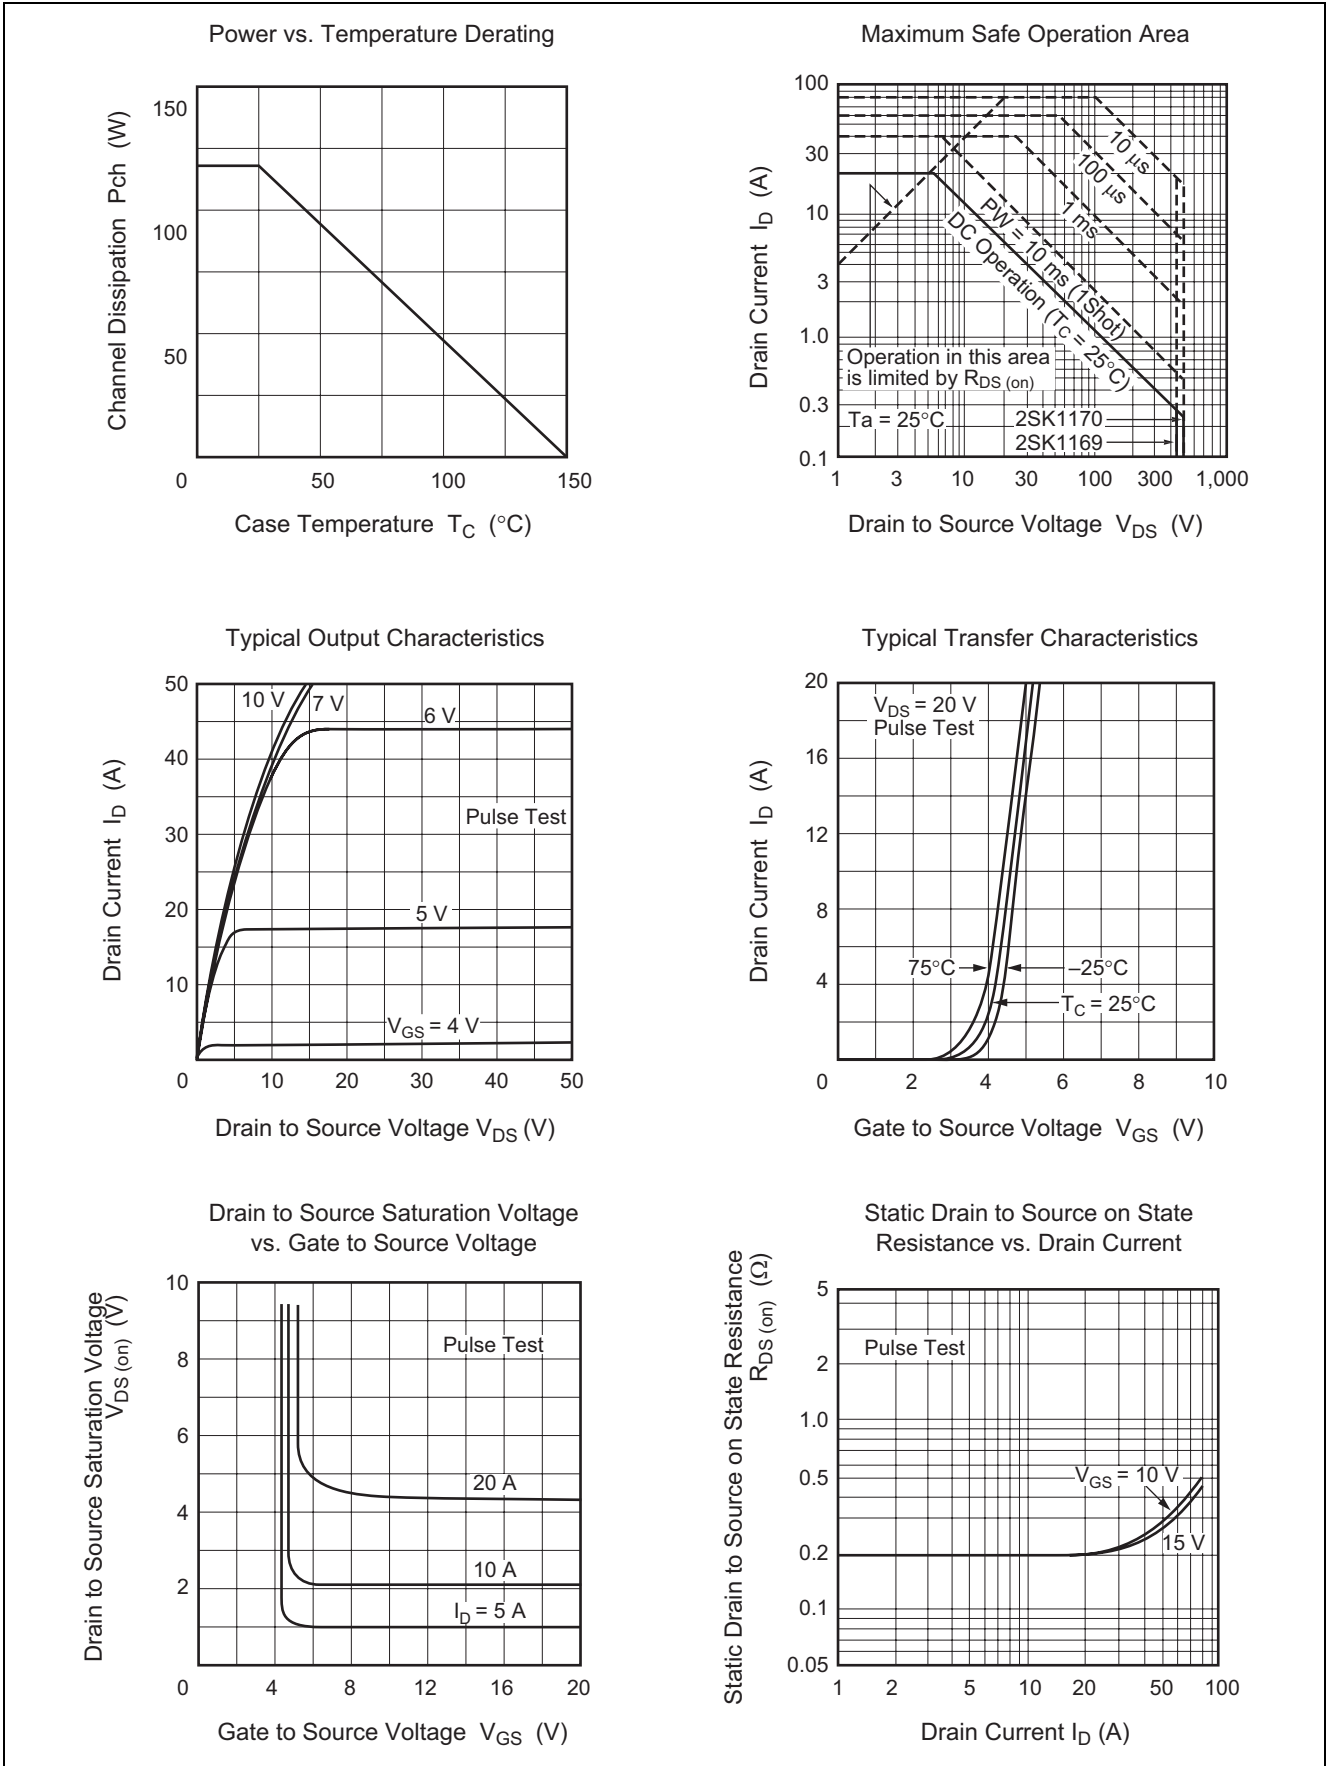 Power vs. Temperature Derating
Channel Dissipation Pch (W)
150
100
50
0
50
100
150
Case Temperature TC (°C)
Maximum Safe Operation Area
Drain Current ID (A)
100
30
10
3
1.0
0.3
0.1
10 μs
100 μs
1 ms
PW = 10 ms (1Shot)
DC Operation (TC = 25°C)
Operation in this area
is limited by RDS (on)
Ta = 25°C
2SK1170
2SK1169
1 3 10 30 100 300 1,000
Drain to Source Voltage VDS (V)
Typical Output Characteristics
Drain Current ID (A)
50
40
30
20
10
10 V
7 V
6 V
Pulse Test
5 V
VGS = 4 V
0 10 20 30 40 50
Drain to Source Voltage VDS (V)
Typical Transfer Characteristics
Drain Current ID (A)
20
16
12
8
4
VDS = 20 V
Pulse Test
75°C
–25°C
TC = 25°C
0 2 4 6 8 10
Gate to Source Voltage VGS (V)
Drain to Source Saturation Voltage
vs. Gate to Source Voltage
Drain to Source Saturation Voltage
VDS (on) (V)
10
8
6
4
2
Pulse Test
20 A
10 A
ID = 5 A
0 4 8 12 16 20
Gate to Source Voltage VGS (V)
Static Drain to Source on State
Resistance vs. Drain Current
Static Drain to Source on State Resistance
RDS (on) (Ω)
5
2
1.0
0.5
0.2
0.1
0.05
Pulse Test
VGS = 10 V
15 V
1 2 5 10 20 50 100
Drain Current ID (A)